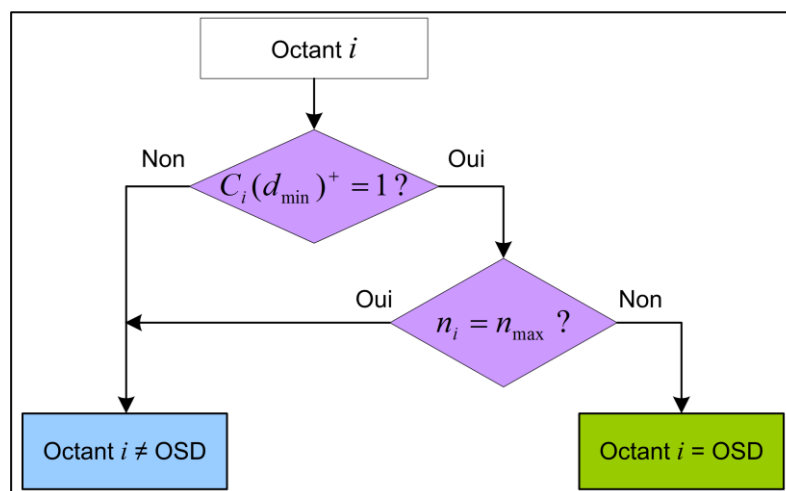 Octant i
Non
Oui
C_i(d_min)^+ = 1 ?
Oui
Non
n_i = n_max ?
Octant i ≠ OSD
Octant i = OSD